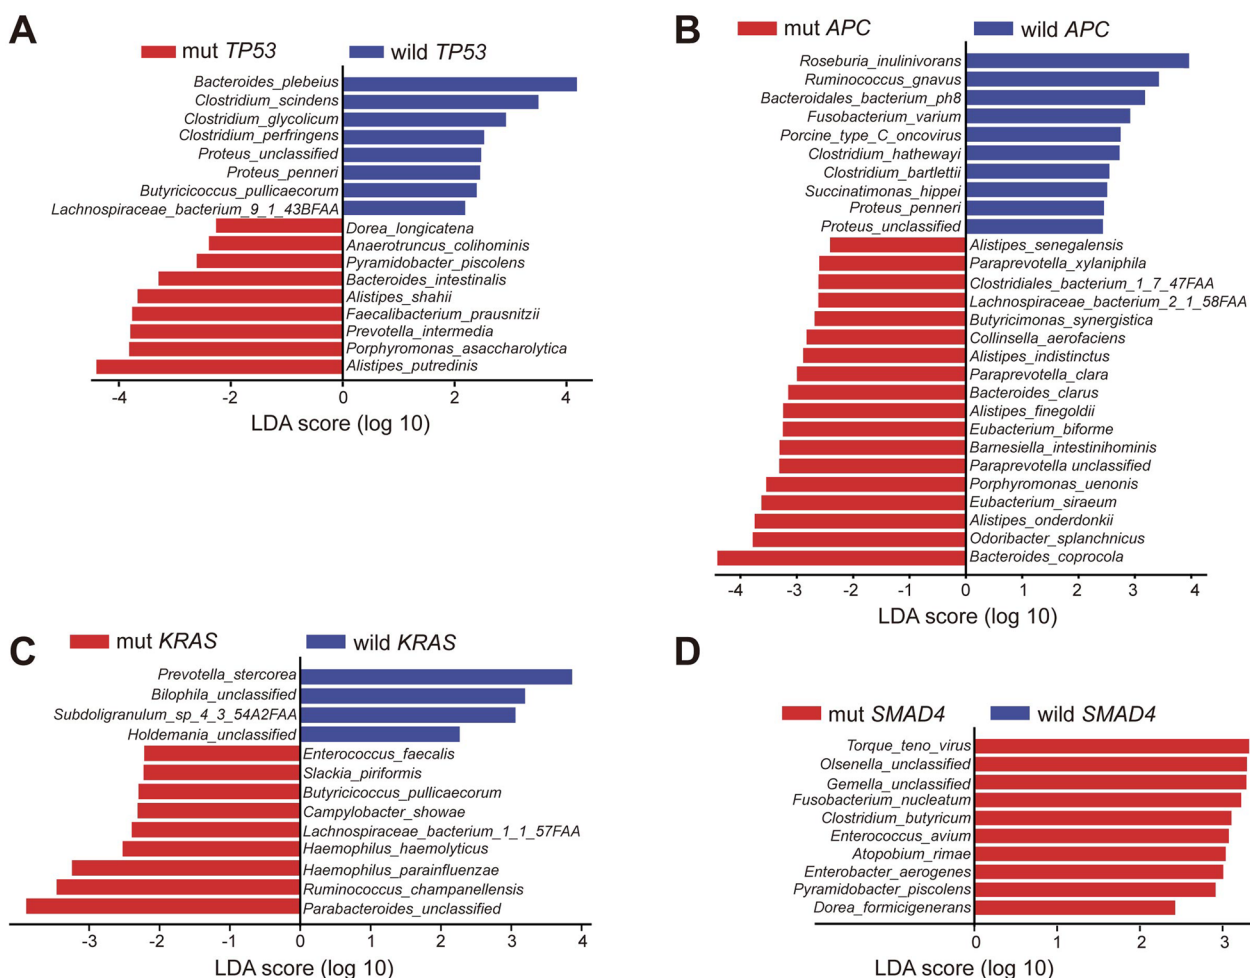 A
mut TP53
wild TP53
Bacteroides_plebeius
Clostridium_scindens
Clostridium_glycolicum
Clostridium_perfringens
Proteus_unclassified
Proteus_penneri
Butyricicoccus_pullicaecorum
Lachnospiraceae_bacterium_9_1_43BFAA
Dorea_longicatena
Anaerotruncus_colihominis
Pyramidobacter_piscolens
Bacteroides_intestinalis
Alistipes_shahii
Faecalibacterium_prausnitzii
Prevotella_intermedia
Porphyromonas_asaccharolytica
Alistipes_putredinis
-4 -2 0 2 4
LDA score (log 10)
B
mut APC
wild APC
Roseburia_inulinivorans
Ruminococcus_gnavus
Bacteroidales_bacterium_ph8
Fusobacterium_varium
Porcine_type_C_oncovirus
Clostridium_hathewayi
Clostridium_bartlettii
Succinatimonas_hippei
Proteus_penneri
Proteus_unclassified
Alistipes_senegalensis
Paraprevotella_xylaniphila
Clostridiales_bacterium_1_7_47FAA
Lachnospiraceae_bacterium_2_1_58FAA
Butyricimonas_synergistica
Collinsella_aerofaciens
Alistipes_indistinctus
Paraprevotella_clara
Bacteroides_clarus
Alistipes_finegoldii
Eubacterium_biforme
Barnesiella_intestinihominis
Paraprevotella unclassified
Porphyromonas_uenonis
Eubacterium_siraeum
Alistipes_onderdonkii
Odoribacter_splanchnicus
Bacteroides_coprocola
-4 -3 -2 -1 0 1 2 3 4
LDA score (log 10)
C
mut KRAS
wild KRAS
Prevotella_stercorea
Bilophila_unclassified
Subdoligranulum_sp_4_3_54A2FAA
Holdemania_unclassified
Enterococcus_faecalis
Slackia_piriformis
Butyricicoccus_pullicaecorum
Campylobacter_showae
Lachnospiraceae_bacterium_1_1_57FAA
Haemophilus_haemolyticus
Haemophilus_parainfluenzae
Ruminococcus_champanellensis
Parabacteroides_unclassified
-3 -2 -1 0 1 2 3 4
LDA score (log 10)
D
mut SMAD4
wild SMAD4
Torque_teno_virus
Olsenella_unclassified
Gemella_unclassified
Fusobacterium_nucleatum
Clostridium_butyricum
Enterococcus_avium
Atopobium_rimae
Enterobacter_aerogenes
Pyramidobacter_piscolens
Dorea_formicigenerans
0 1 2 3
LDA score (log 10)